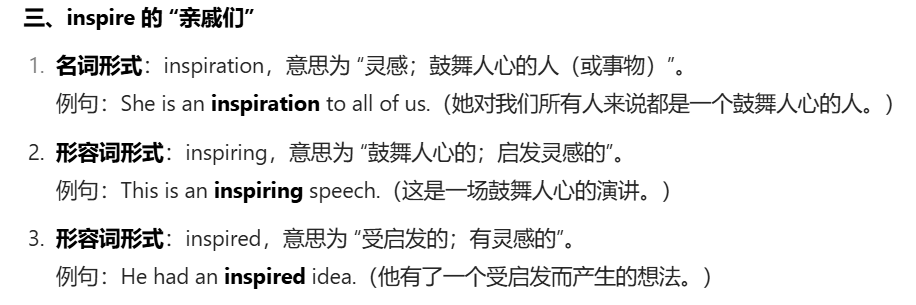 三、inspire 的 “亲戚们”
1. 名词形式：inspiration，意思为 “灵感；鼓舞人心的人（或事物）”。
例句：She is an inspiration to all of us.（她对我们所有人来说都是一个鼓舞人心的人。）
2. 形容词形式：inspiring，意思为 “鼓舞人心的；启发灵感的”。
例句：This is an inspiring speech.（这是一场鼓舞人心的演讲。）
3. 形容词形式：inspired，意思为 “受启发的；有灵感的”。
例句：He had an inspired idea.（他有了一个受启发而产生的想法。）